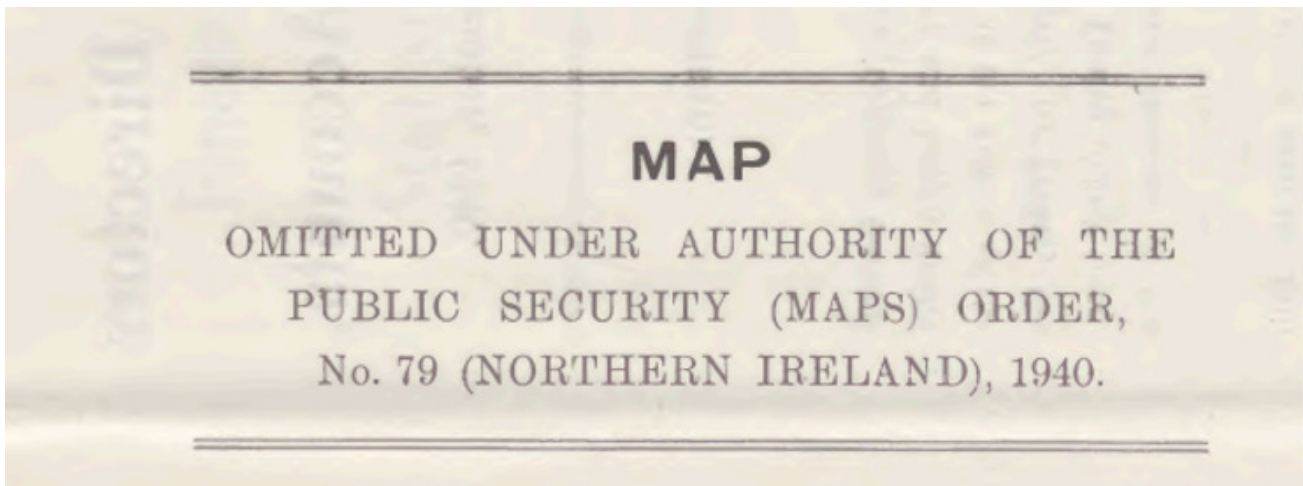 MAP
OMITTED UNDER AUTHORITY OF THE
PUBLIC SECURITY (MAPS) ORDER,
No. 79 (NORTHERN IRELAND), 1940.